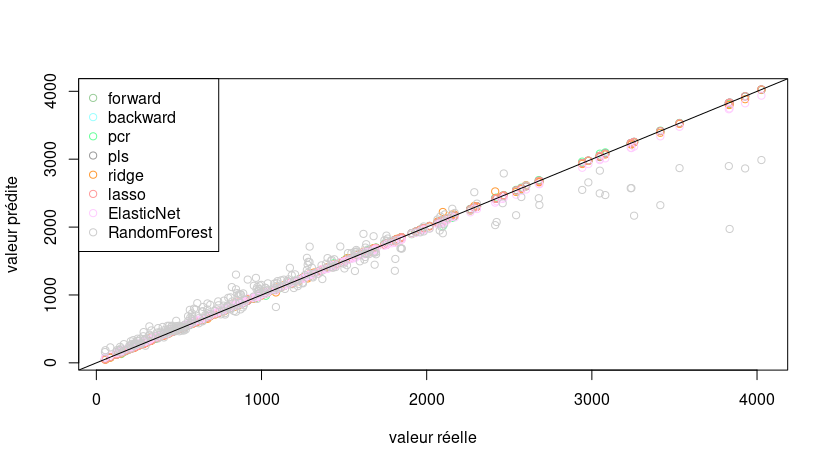 forward
backward
pcr
pls
ridge
lasso
ElasticNet
RandomForest
valeur prédite
0
1000
2000
3000
4000
0
1000
2000
3000
4000
valeur réelle